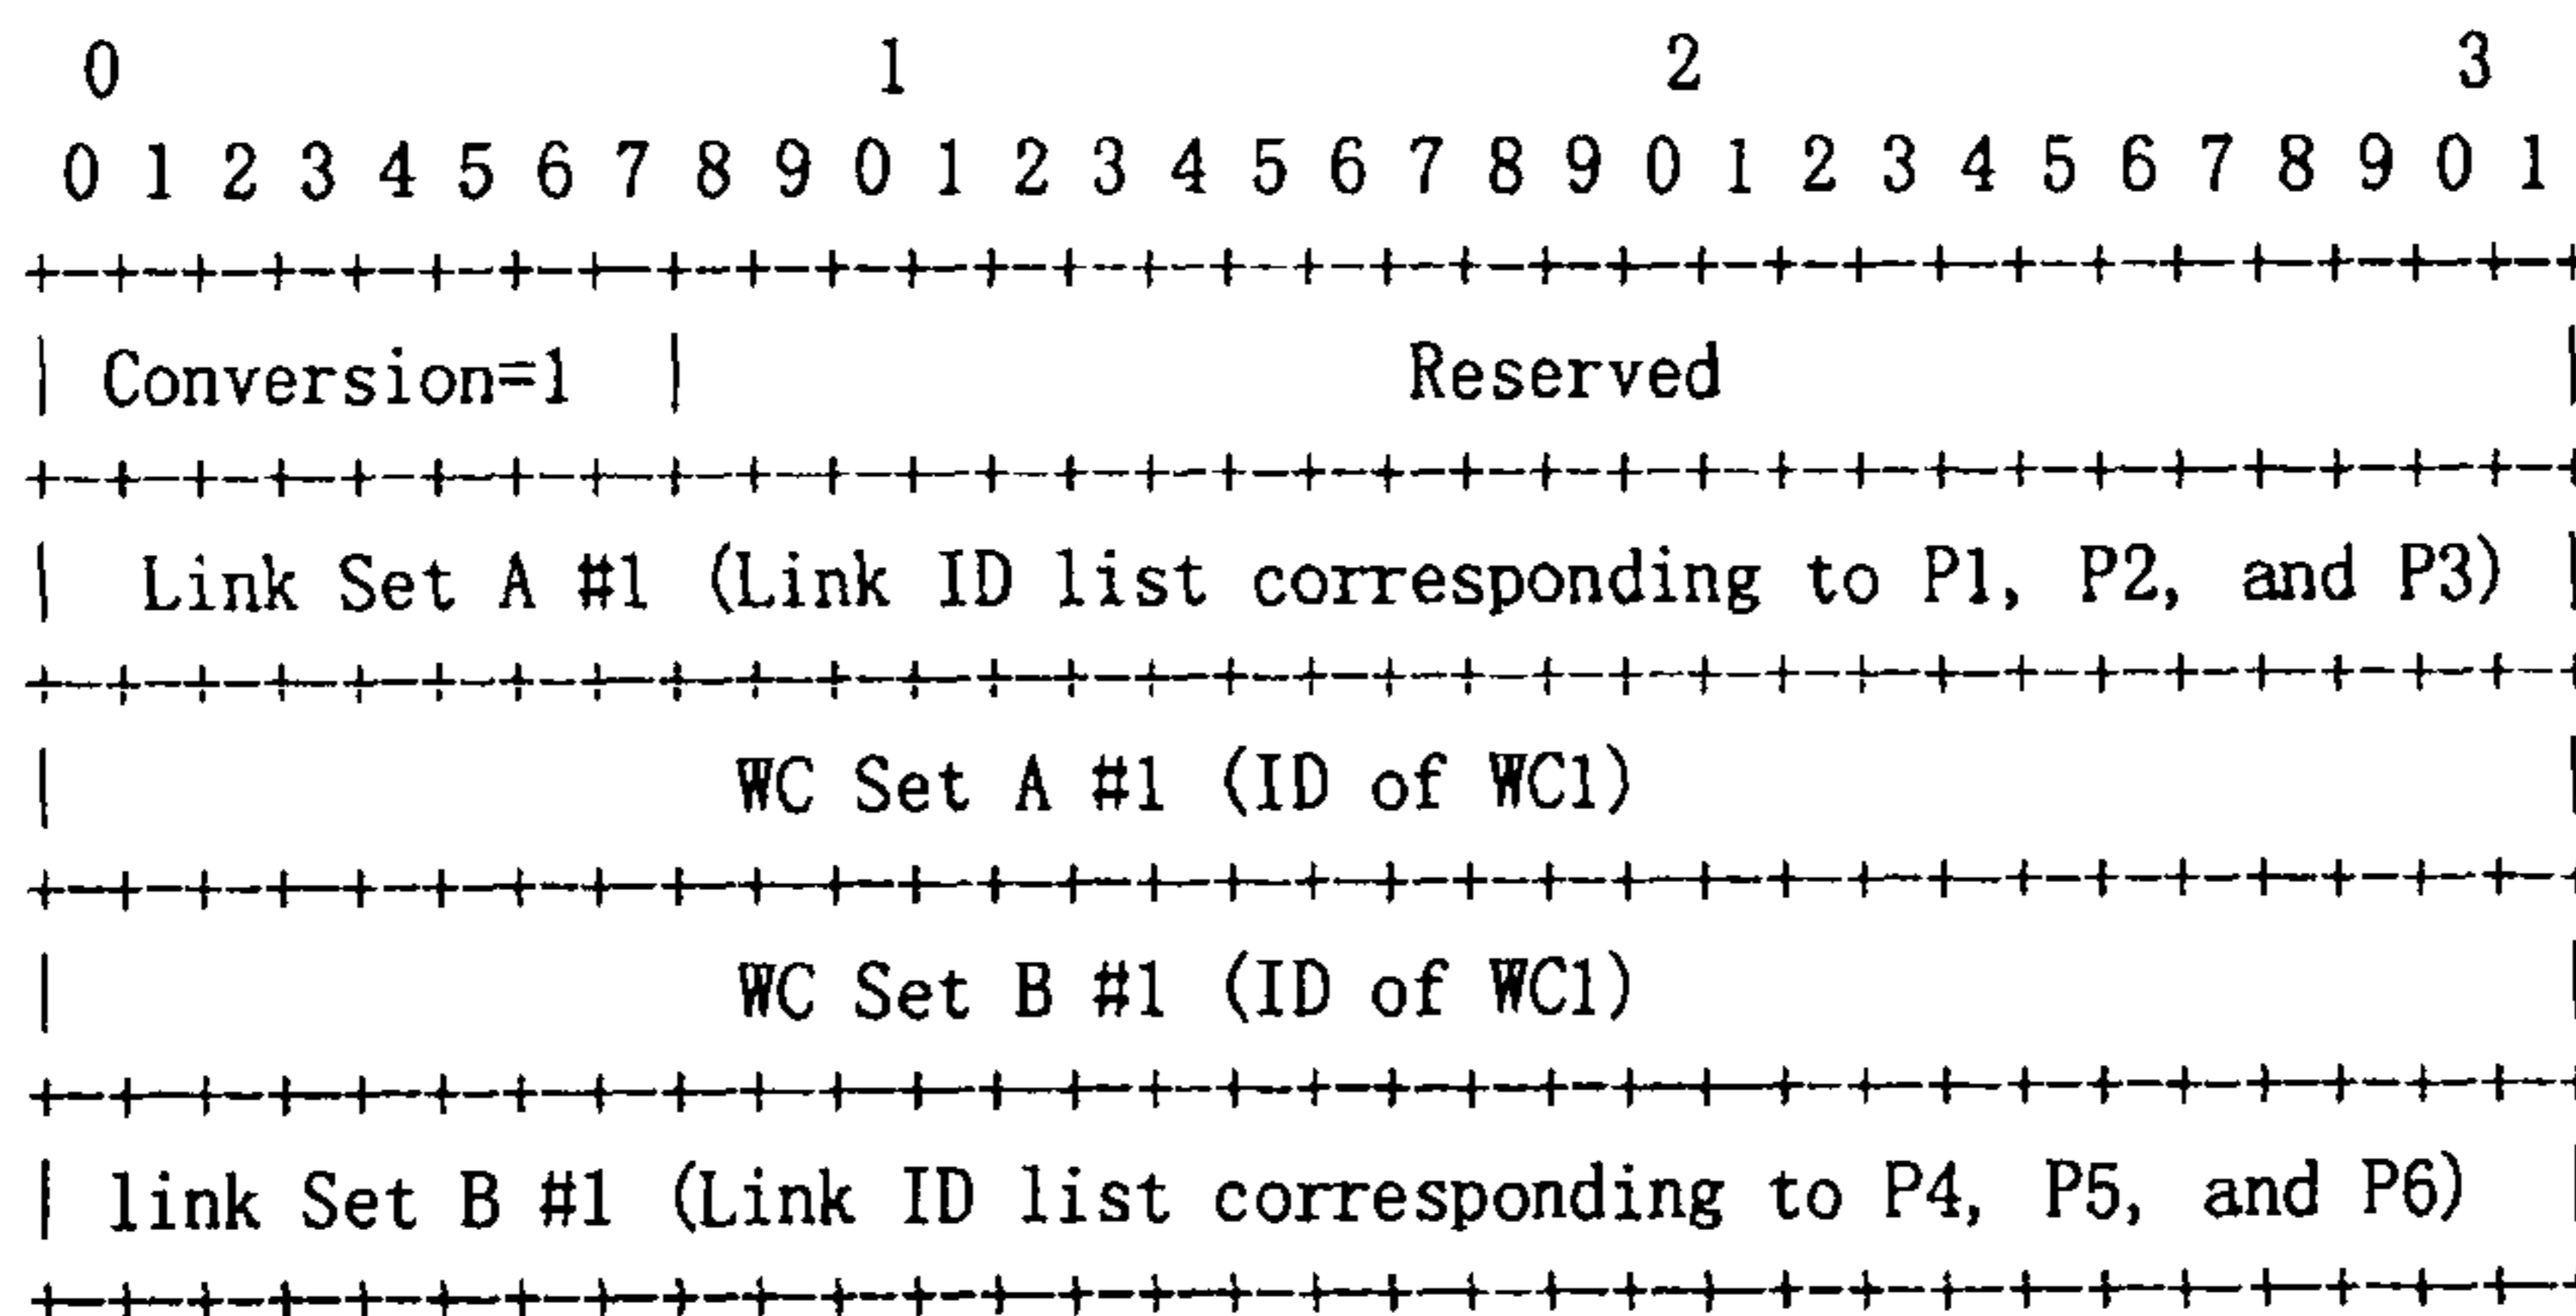 0 1 2 3
0 1 2 3 4 5 6 7 8 9 0 1 2 3 4 5 6 7 8 9 0 1 2 3 4 5 6 7 8 9 0 1
+-+-+-+-+-+-+-+-+-+-+-+-+-+-+-+-+-+-+-+-+-+-+-+-+-+-+-+-+-+-+-+-+
| Conversion=1 | Reserved |
+-+-+-+-+-+-+-+-+-+-+-+-+-+-+-+-+-+-+-+-+-+-+-+-+-+-+-+-+-+-+-+-+
| Link Set A #1 (Link ID list corresponding to P1, P2, and P3) |
+-+-+-+-+-+-+-+-+-+-+-+-+-+-+-+-+-+-+-+-+-+-+-+-+-+-+-+-+-+-+-+-+
| WC Set A #1 (ID of WC1) |
+-+-+-+-+-+-+-+-+-+-+-+-+-+-+-+-+-+-+-+-+-+-+-+-+-+-+-+-+-+-+-+-+
| WC Set B #1 (ID of WC1) |
+-+-+-+-+-+-+-+-+-+-+-+-+-+-+-+-+-+-+-+-+-+-+-+-+-+-+-+-+-+-+-+-+
| link Set B #1 (Link ID list corresponding to P4, P5, and P6) |
+-+-+-+-+-+-+-+-+-+-+-+-+-+-+-+-+-+-+-+-+-+-+-+-+-+-+-+-+-+-+-+-+